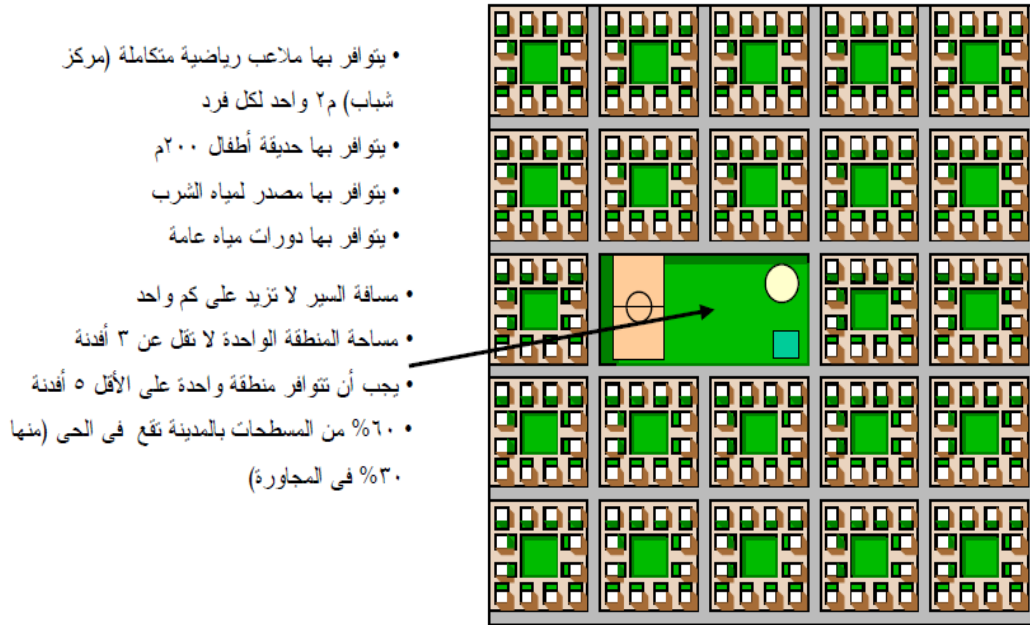 • يتوافر بها ملاعب رياضية متكاملة (مركز
شباب) م٢ واحد لكل فرد
• يتوافر بها حديقة أطفال ٢٠٠م
• يتوافر بها مصدر لمياه الشرب
• يتوافر بها دورات مياه عامة
• مسافة السير لا تزيد على كم واحد
• مساحة المنطقة الواحدة لا تقل عن ٣ أفدنة
• يجب أن تتوافر منطقة واحدة على الأقل ٥ أفدنة
• ٦٠% من المسطحات بالمدينة تقع فى الحى (منها
٣٠% فى المجاورة)